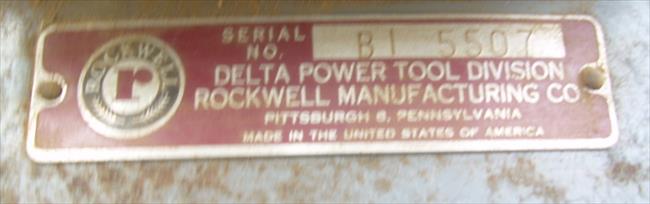 ROCKWELL
r
SERIAL
NO. BI 5507
DELTA POWER TOOL DIVISION
ROCKWELL MANUFACTURING CO
PITTSBURGH 8, PENNSYLVANIA
MADE IN THE UNITED STATES OF AMERICA